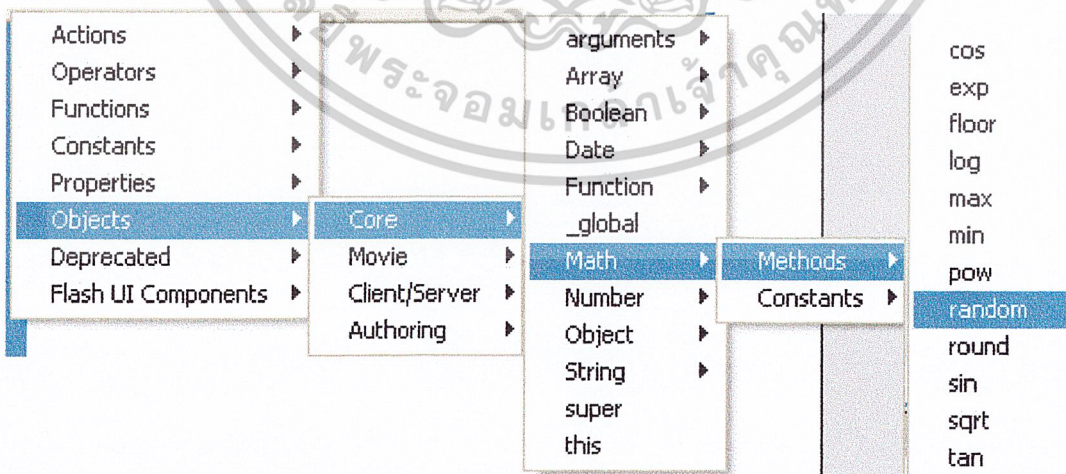 Actions
Operators
Functions
Constants
Properties
Objects
Deprecated
Flash UI Components
Core
Movie
Client/Server
Authoring
arguments
Array
Boolean
Date
Function
_global
Math
Number
Object
String
super
this
Methods
Constants
cos
exp
floor
log
max
min
pow
random
round
sin
sqrt
tan